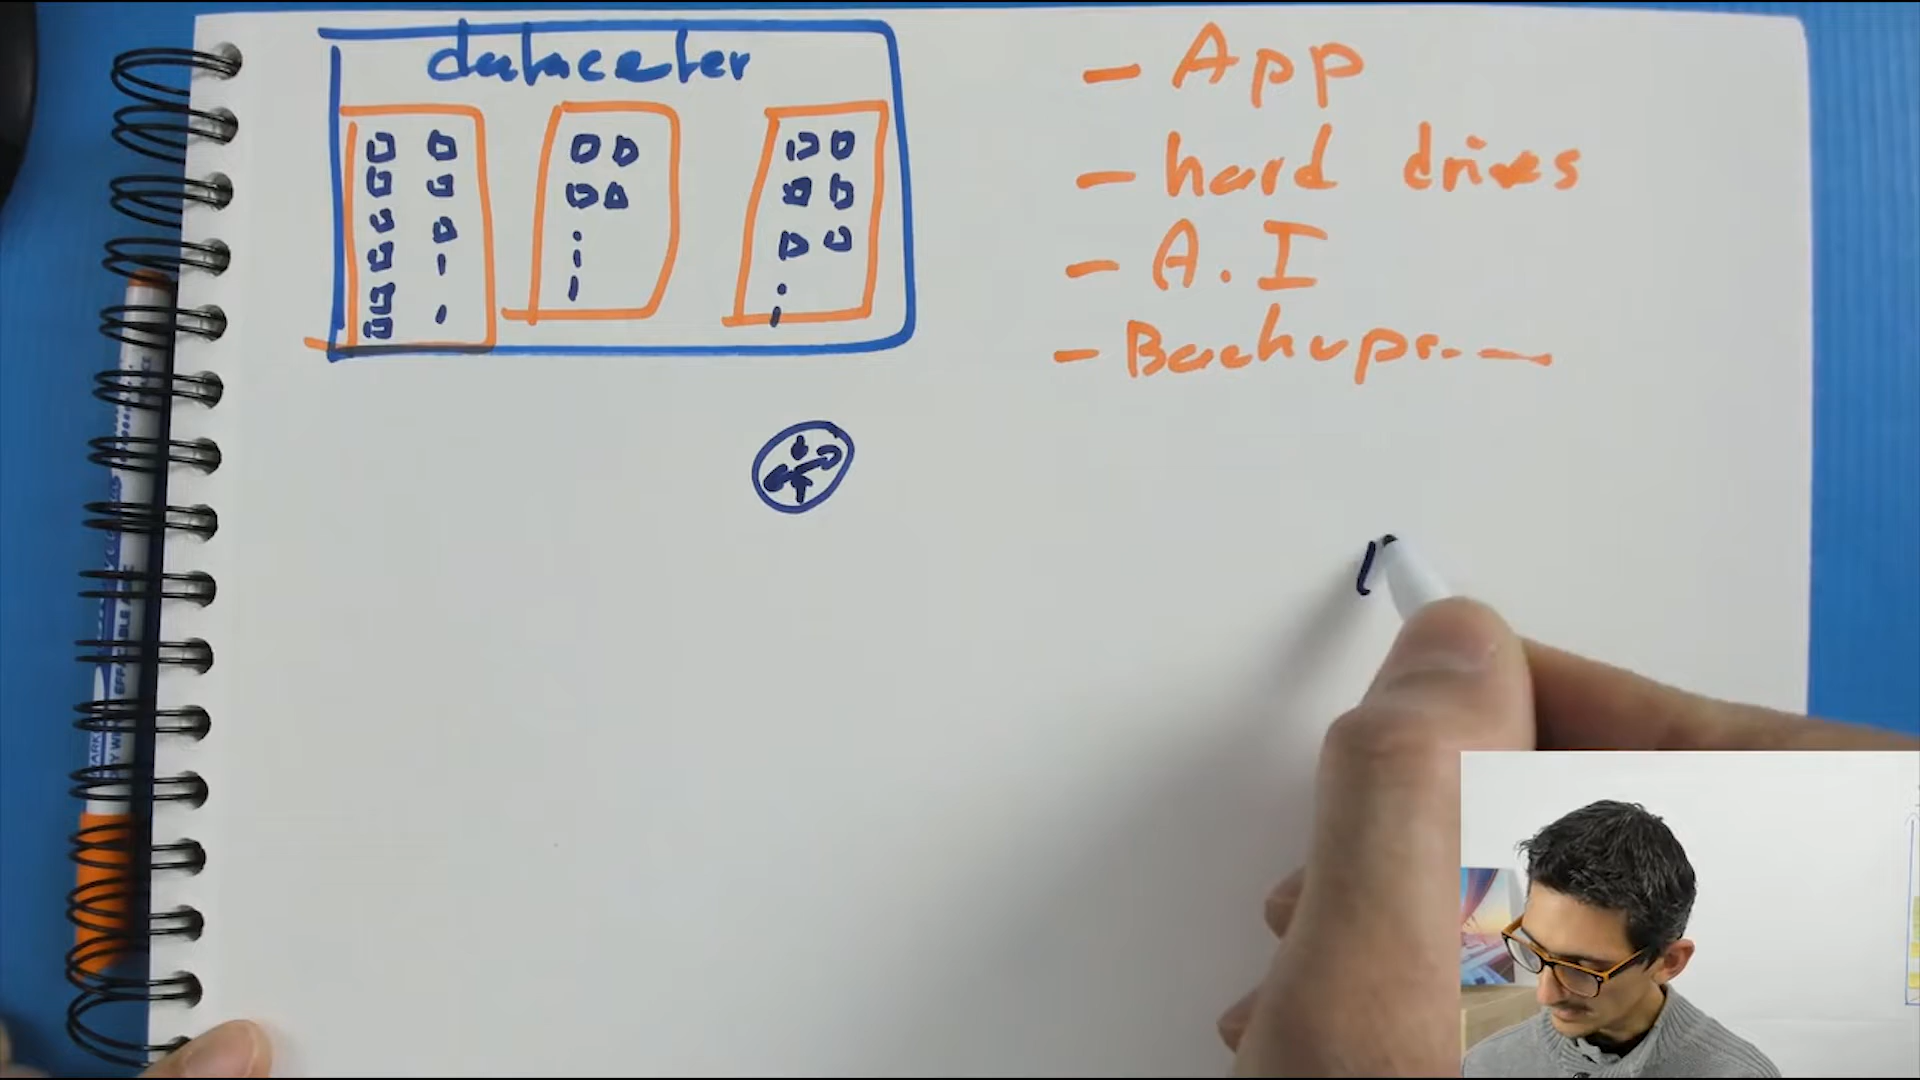 datacenter
- App
- hard drives
- A.I
- Backups...